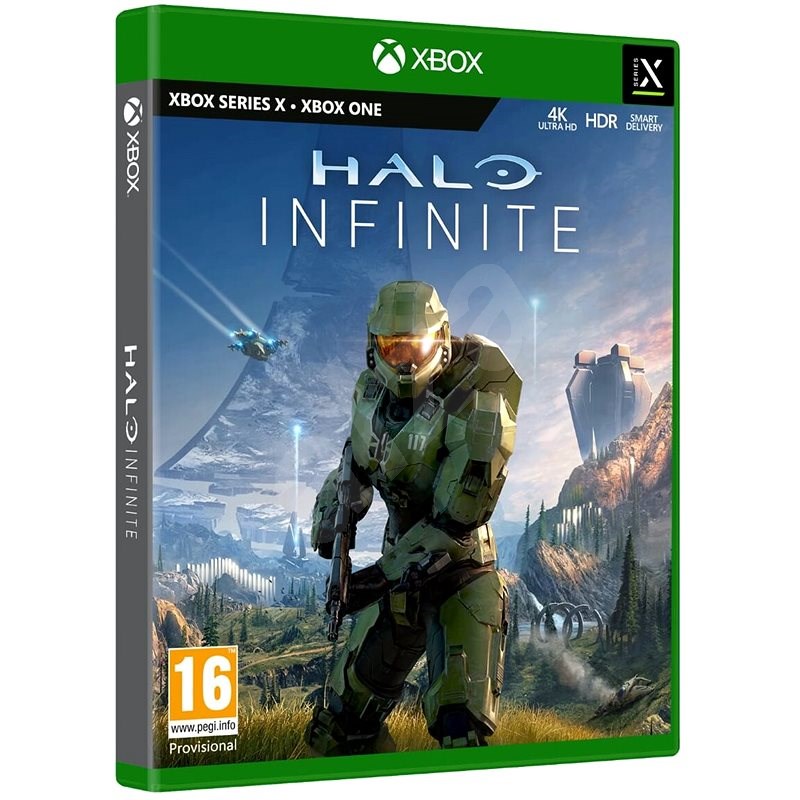 XBOX
SERIES X
XBOX SERIES X • XBOX ONE
4K
ULTRA HD
HDR
SMART
DELIVERY
HALO
INFINITE
117
16
www.pegi.info
Provisional
XBOX
HALO
INFINITE